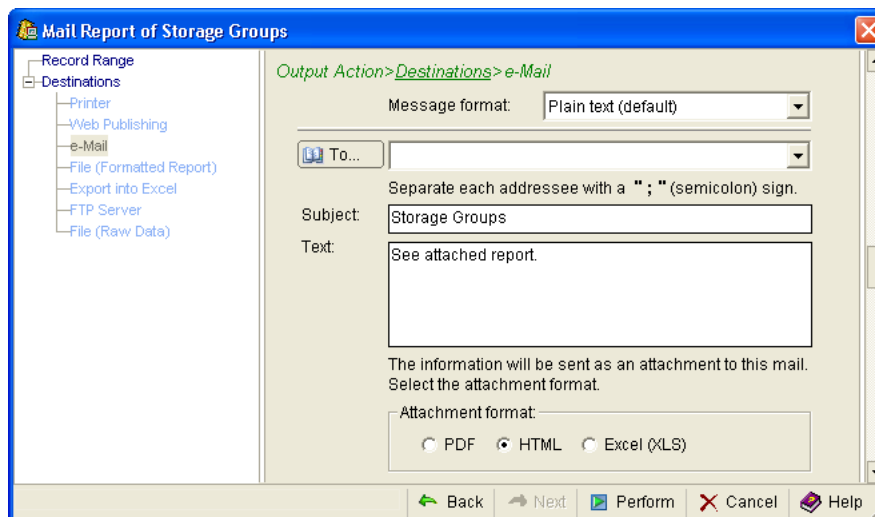 Mail Report of Storage Groups
Record Range
Destinations
Printer
Web Publishing
e-Mail
File (Formatted Report)
Export into Excel
FTP Server
File (Raw Data)
Output Action>Destinations>e-Mail
Message format: Plain text (default)
To...
Separate each addressee with a " ; " (semicolon) sign.
Subject: Storage Groups
Text: See attached report.
The information will be sent as an attachment to this mail.
Select the attachment format.
Attachment format:
PDF HTML Excel (XLS)
Back Next Perform Cancel Help